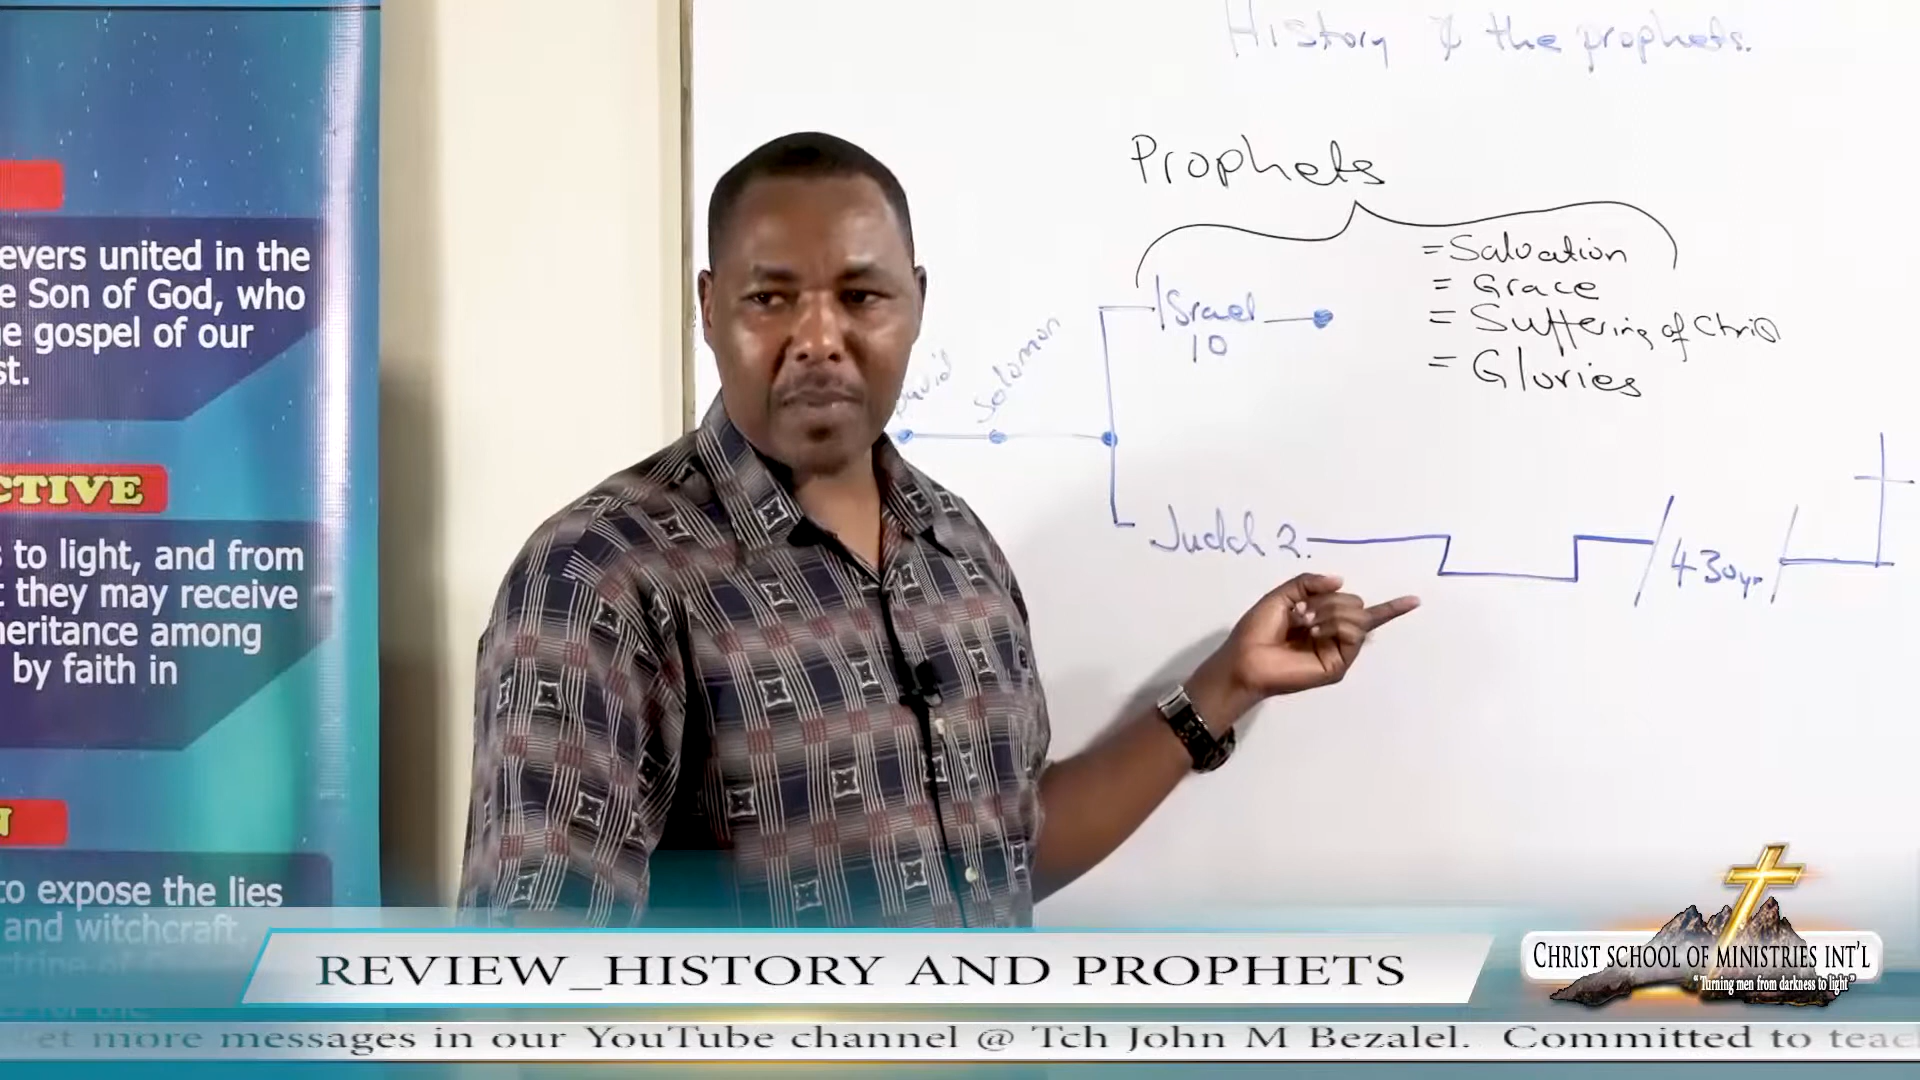 History & the prophets.
Prophets
= Salvation
= Grace
= Suffering of Christ
= Glories
Israel
10
David
Solomon
Judah 2.
430yr
evers united in the
e Son of God, who
e gospel of our
st.
CTIVE
s to light, and from
t they may receive
heritance among
by faith in
N
to expose the lies
and witchcraft.
REVIEW_HISTORY AND PROPHETS
CHRIST SCHOOL OF MINISTRIES INT'L
"Turning men from darkness to light"
et more messages in our YouTube channel @ Tch John M Bezalel. Committed to teac